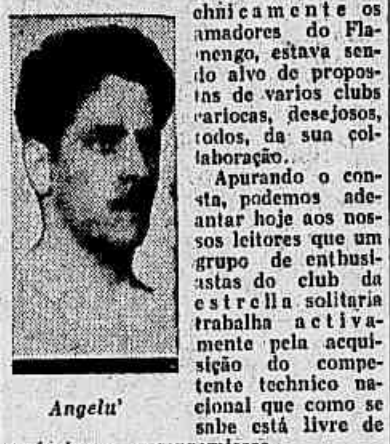 chnicamente os
amadores do Fla-
mengo, estava sen-
do alvo de propos-
tas de varios clubs
cariocas, desejosos,
todos, da sua col-
laboração...
Apurando o con-
sta, podemos ade-
antar hoje aos nos-
sos leitores que um
grupo de enthusi-
astas do club da
estrella solitaria
trabalha activa-
mente pela acqui-
sição do compe-
tente technico na-
cional que como se
sabe está livre de
Angelu'